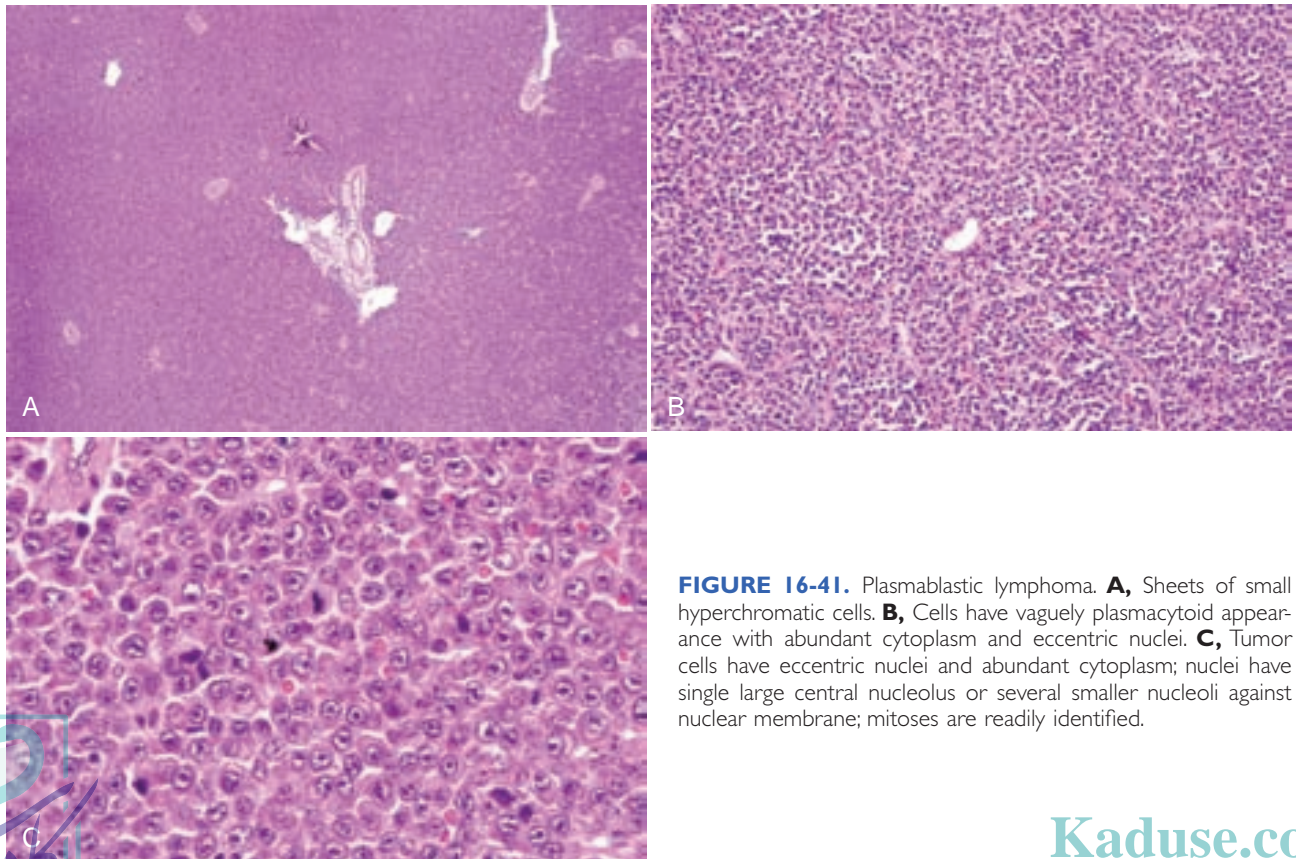 A
B
C
FIGURE 16-41. Plasmablastic lymphoma. A, Sheets of small
hyperchromatic cells. B, Cells have vaguely plasmacytoid appear-
ance with abundant cytoplasm and eccentric nuclei. C, Tumor
cells have eccentric nuclei and abundant cytoplasm; nuclei have
single large central nucleolus or several smaller nucleoli against
nuclear membrane; mitoses are readily identified.
Kaduse.co